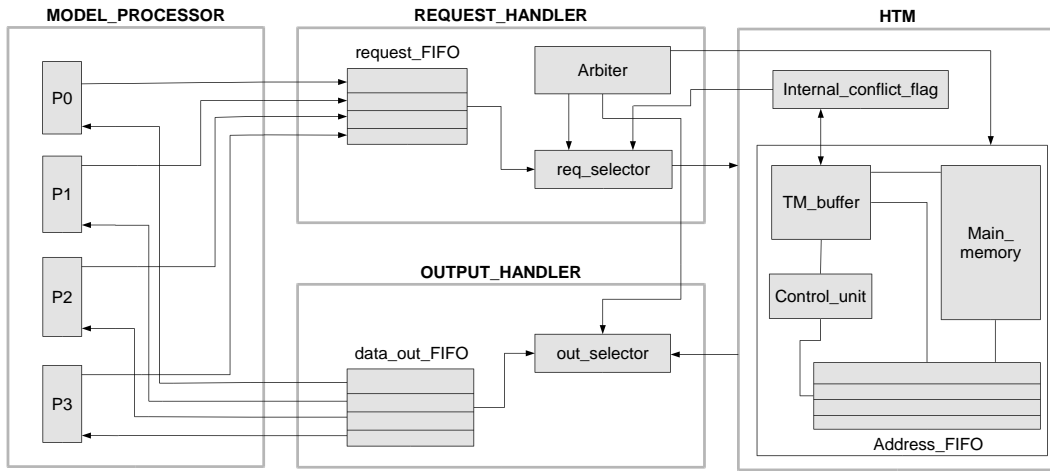 MODEL_PROCESSOR
REQUEST_HANDLER
HTM
request_FIFO
Arbiter
P0
Internal_conflict_flag
P1
req_selector
TM_buffer
Main_
memory
P2
OUTPUT_HANDLER
Control_unit
data_out_FIFO
out_selector
P3
Address_FIFO